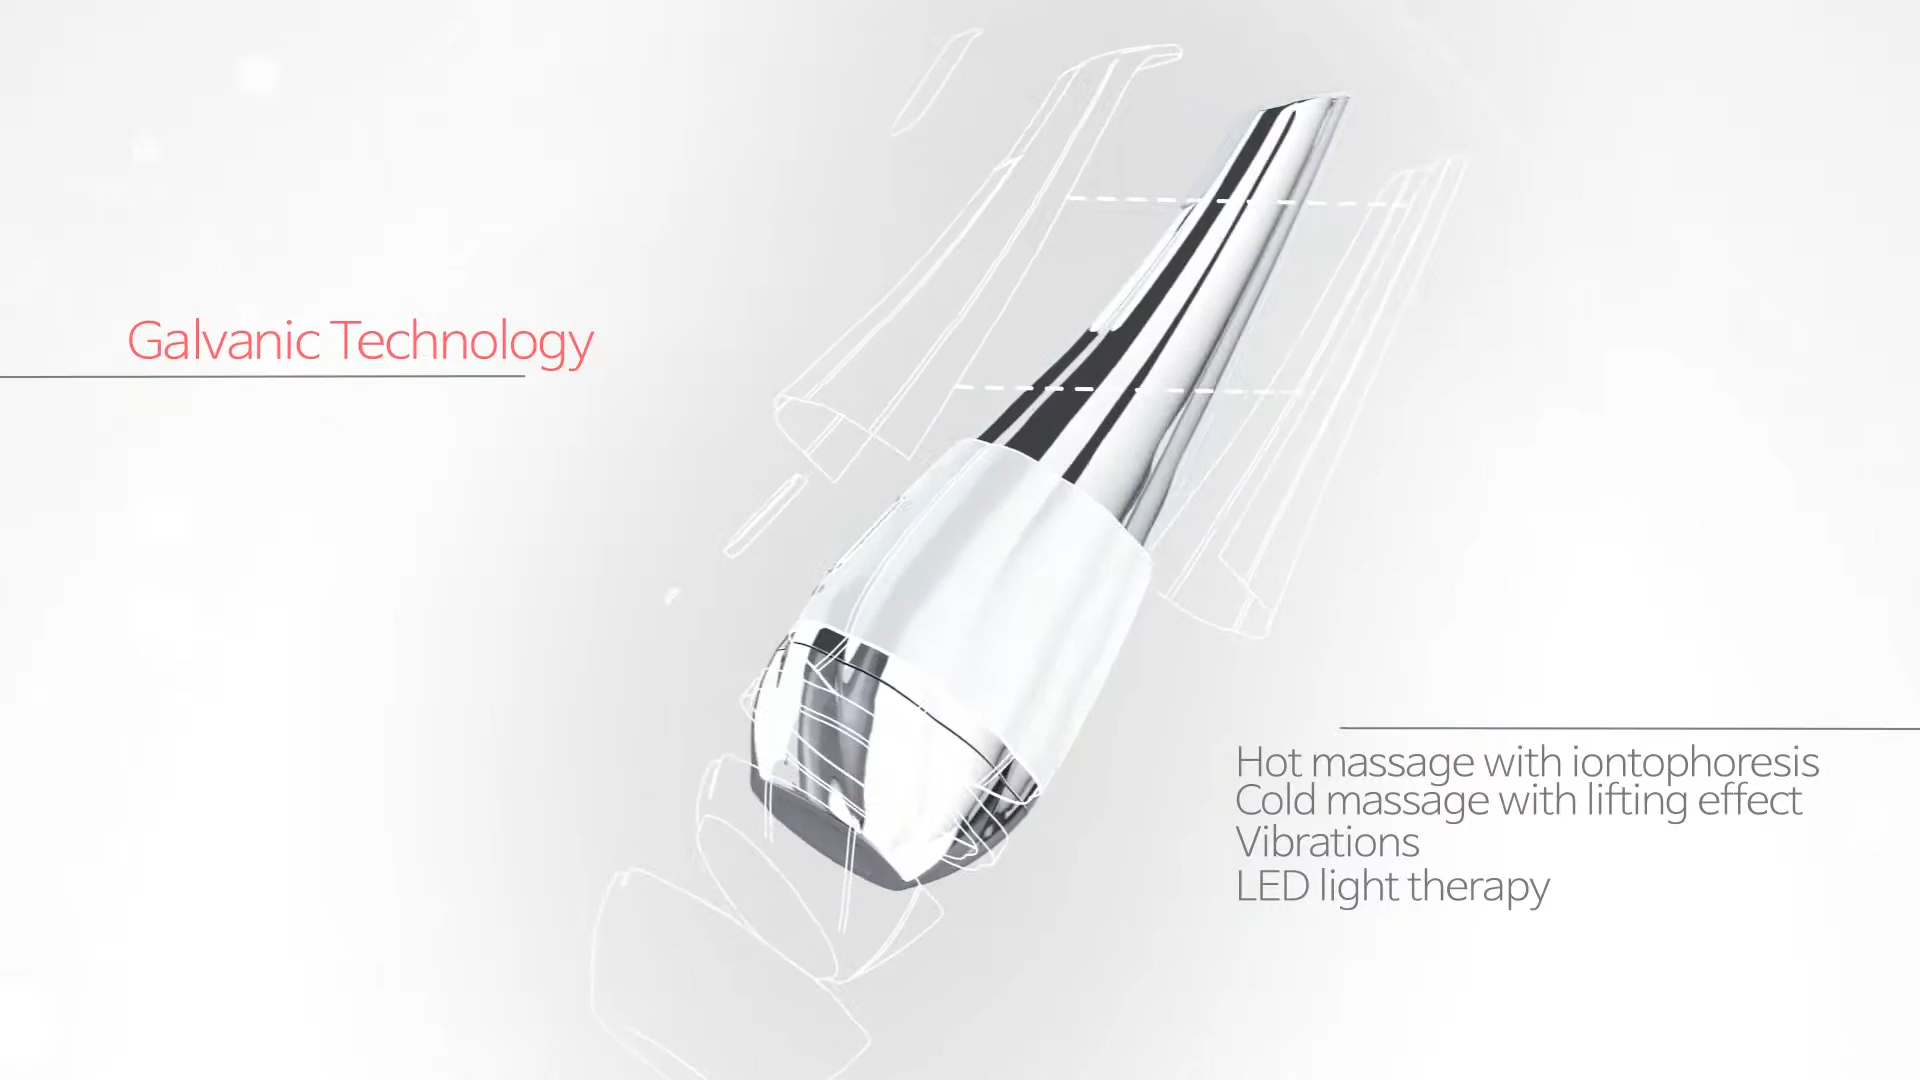 Galvanic Technology
Hot massage with iontophoresis
Cold massage with lifting effect
Vibrations
LED light therapy